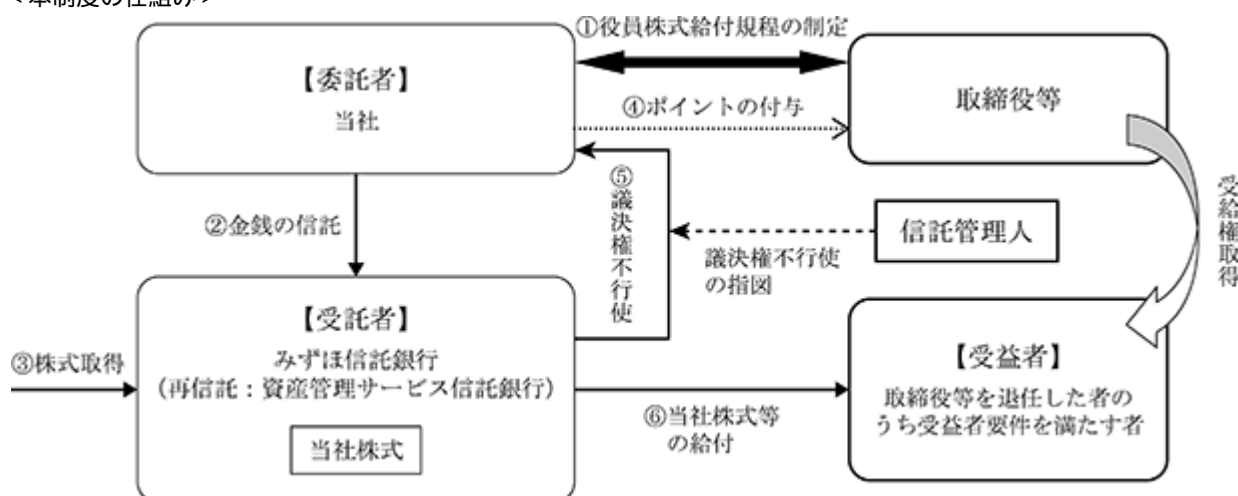 ＜本制度の仕組み＞
①役員株式給付規程の制定
【委託者】
当社
取締役等
④ポイントの付与
②金銭の信託
⑤議決権不行使
信託管理人
議決権不行使
の指図
受給権取得
【受託者】
みずほ信託銀行
（再信託：資産管理サービス信託銀行）
当社株式
③株式取得
⑥当社株式等
の給付
【受益者】
取締役等を退任した者の
うち受益者要件を満たす者